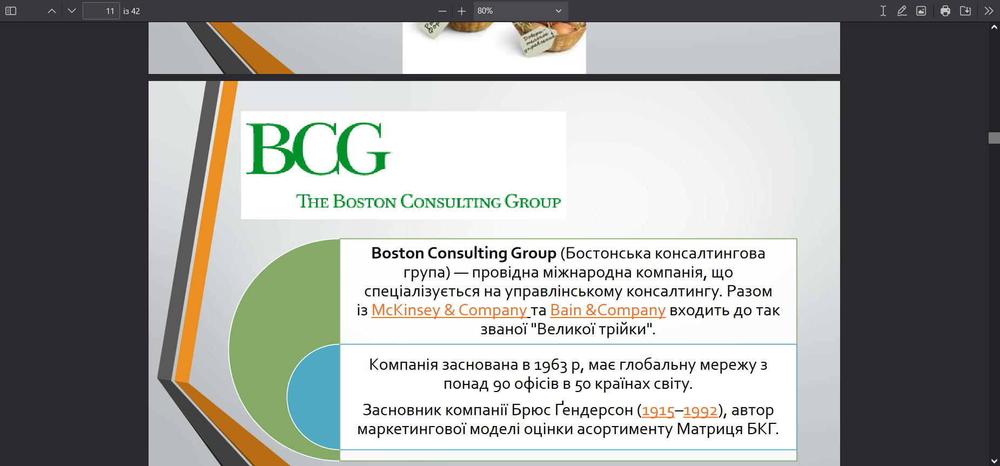 11 із 42
80%
Довери-
тельное
управление
BCG
THE BOSTON CONSULTING GROUP
Boston Consulting Group (Бостонська консалтингова
група) — провідна міжнародна компанія, що
спеціалізується на управлінському консалтингу. Разом
із McKinsey & Company та Bain &Company входить до так
званої "Великої трійки".
Компанія заснована в 1963 р, має глобальну мережу з
понад 90 офісів в 50 країнах світу.
Засновник компанії Брюс Ґендерсон (1915–1992), автор
маркетингової моделі оцінки асортименту Матриця БКГ.